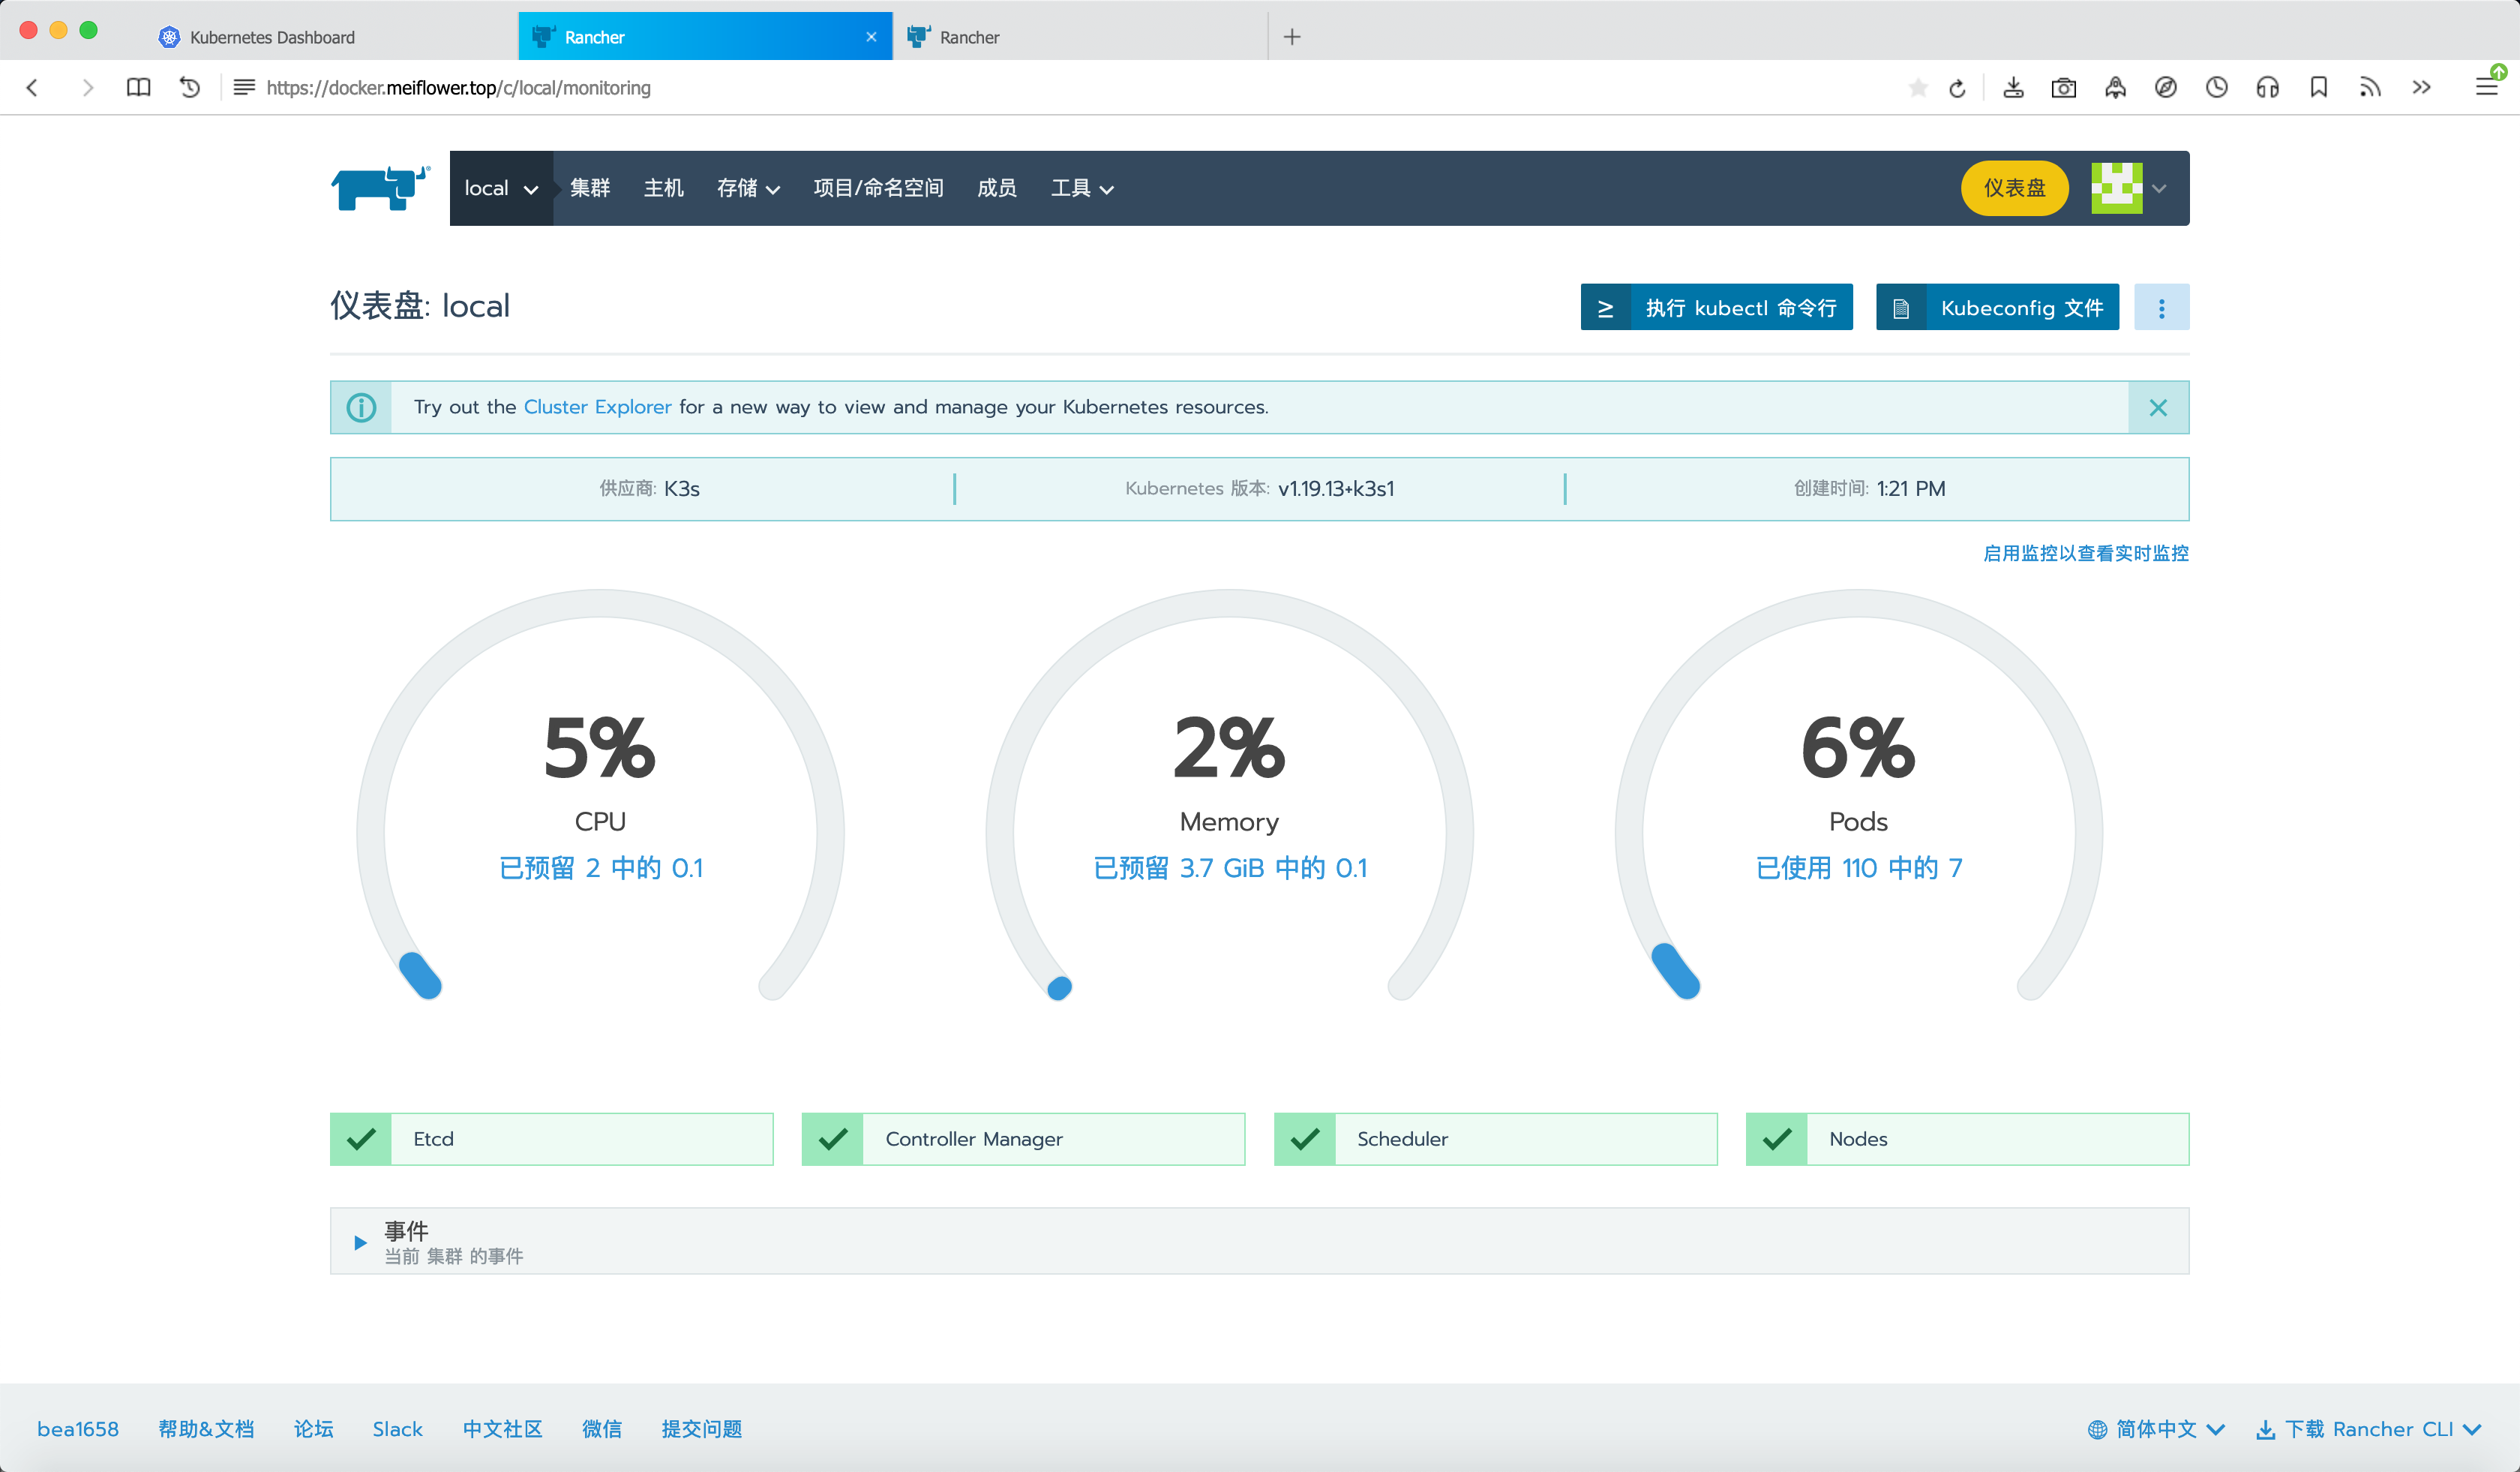 Kubernetes Dashboard
Rancher
Rancher
https://docker.meiflower.top/c/local/monitoring
local 集群 主机 存储 项目/命名空间 成员 工具 仪表盘
仪表盘: local
执行 kubectl 命令行
Kubeconfig 文件
Try out the Cluster Explorer for a new way to view and manage your Kubernetes resources.
供应商: K3s
Kubernetes 版本: v1.19.13+k3s1
创建时间: 1:21 PM
启用监控以查看实时监控
5%
CPU
已预留 2 中的 0.1
2%
Memory
已预留 3.7 GiB 中的 0.1
6%
Pods
已使用 110 中的 7
Etcd
Controller Manager
Scheduler
Nodes
事件
当前 集群 的事件
bea1658 帮助&文档 论坛 Slack 中文社区 微信 提交问题 简体中文 下载 Rancher CLI